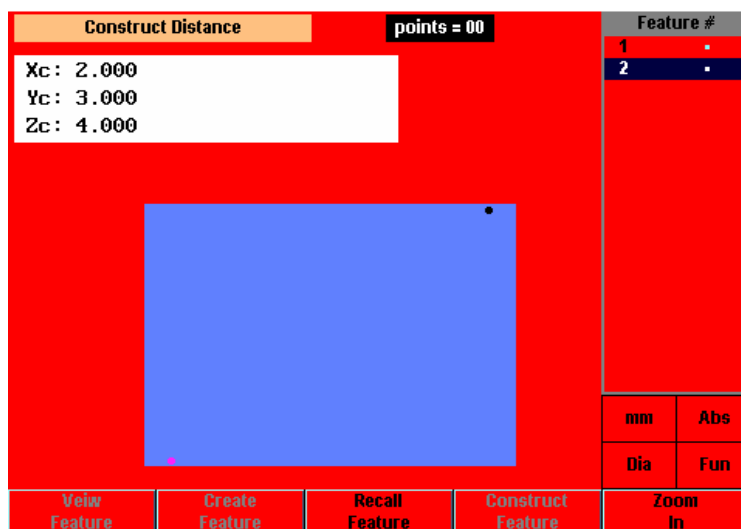 Construct Distance
points = 00
Feature #
1
2
Xc: 2.000
Yc: 3.000
Zc: 4.000
mm
Abs
Dia
Fun
Veiw
Feature
Create
Feature
Recall
Feature
Construct
Feature
Zoom
In